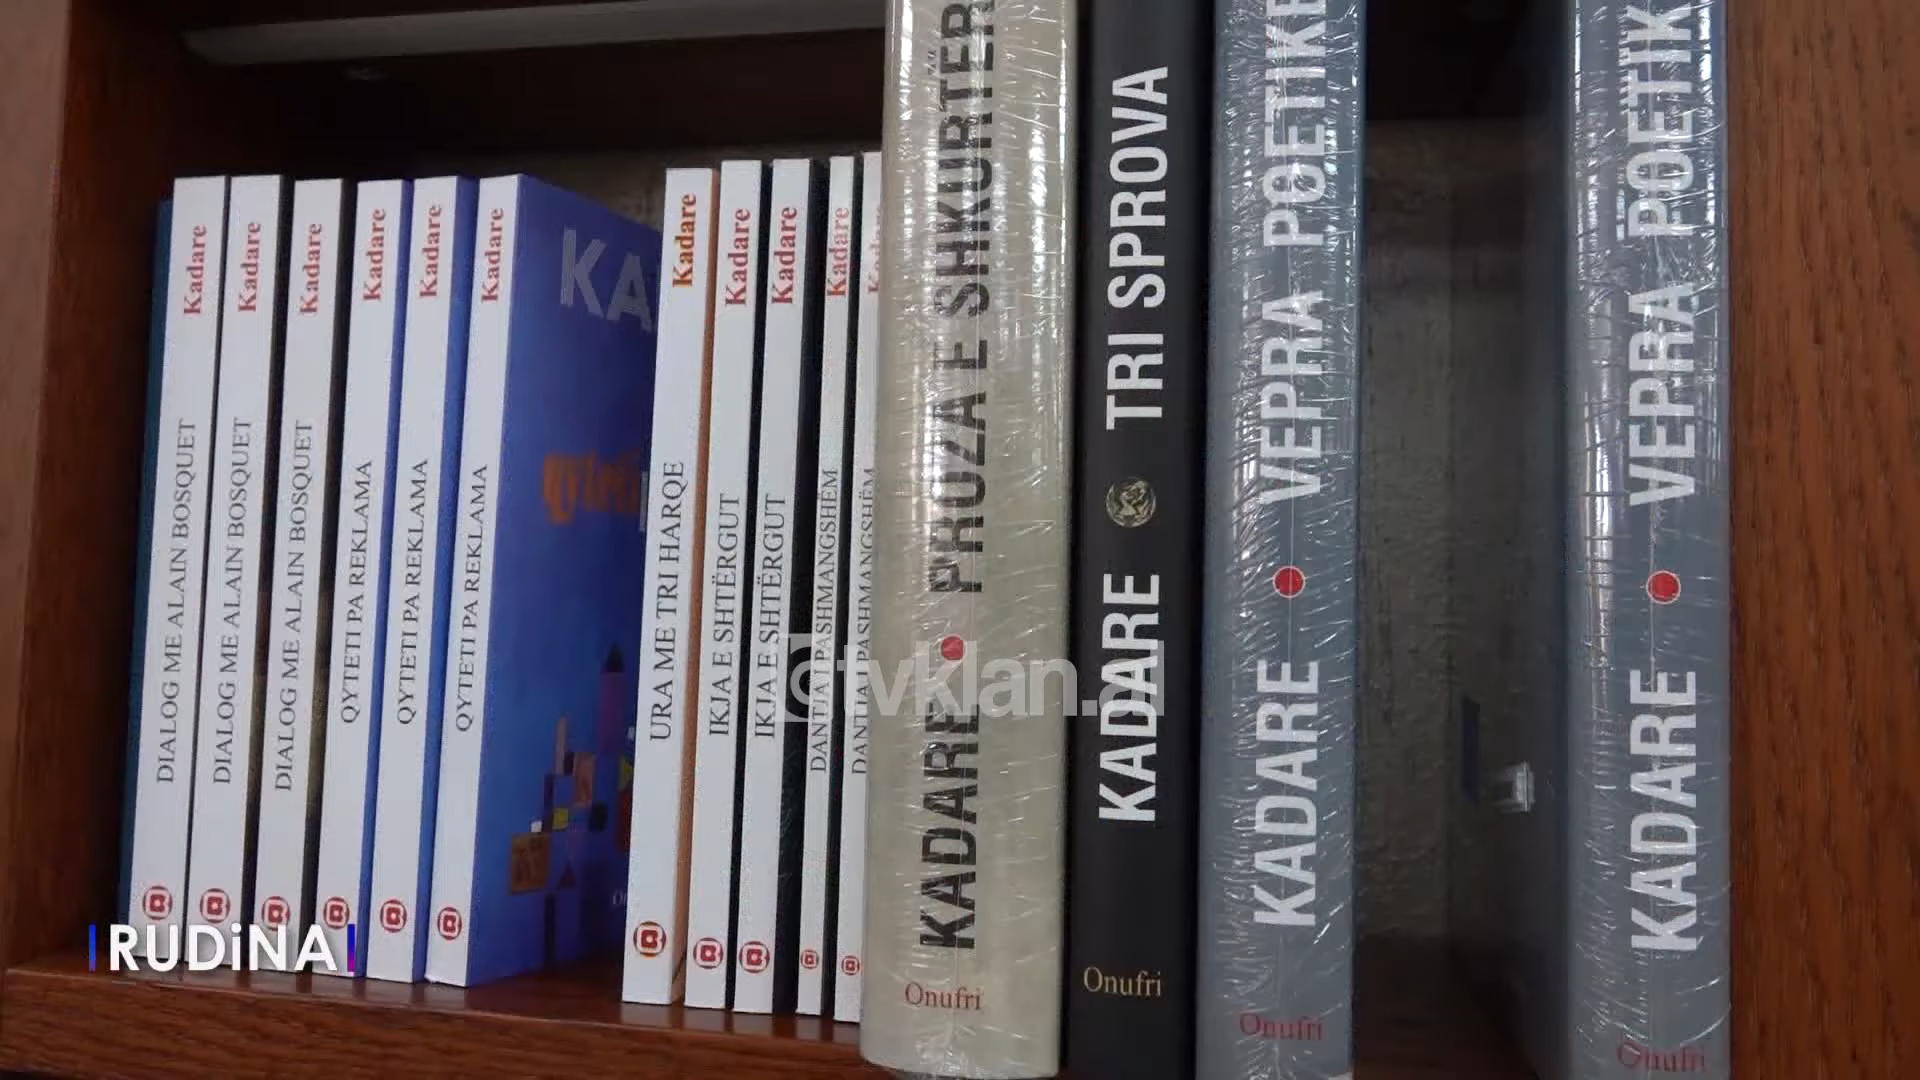 Kadare DIALOG ME ALAIN BOSQUET
Kadare DIALOG ME ALAIN BOSQUET
Kadare DIALOG ME ALAIN BOSQUET
Kadare QYTETI PA REKLAMA
Kadare QYTETI PA REKLAMA
Kadare QYTETI PA REKLAMA
KA
qyteti
Kadare URA ME TRI HARQE
Kadare IKJA E SHTËRGUT
Kadare IKJA E SHTËRGUT
Kadare DANTJA I PASHMANGSHËM
DANTJA I PASHMANGSHËM
KADARE PROZA E SHKURTËR
Onufri
KADARE TRI SPROVA
Onufri
KADARE VEPRA POETIKE
Onufri
KADARE VEPRA POETIK
Onufri
tvklan.al
RUDiNA